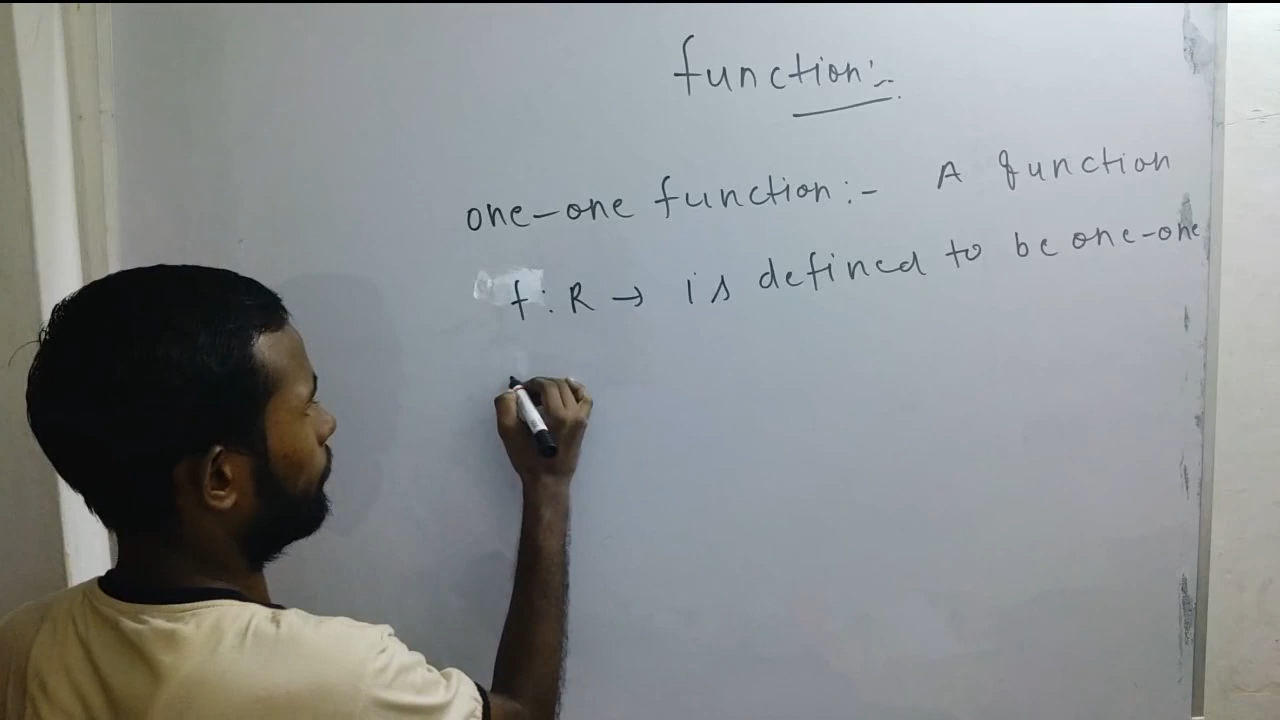 function:-
one-one function:- A function
f: R → is defined to be one-one